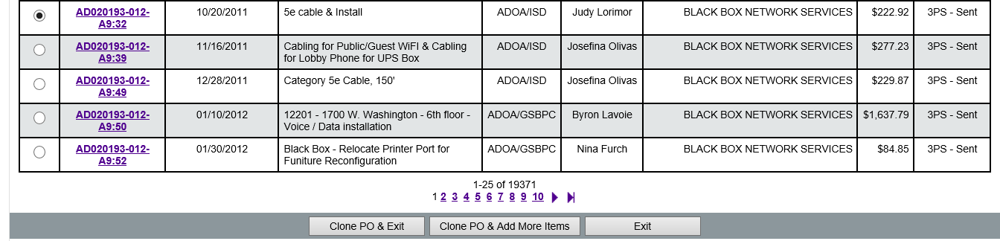 AD020193-012-A9:32 10/20/2011 5e cable & Install ADOA/ISD Judy Lorimor BLACK BOX NETWORK SERVICES $222.92 3PS - Sent
AD020193-012-A9:39 11/16/2011 Cabling for Public/Guest WiFI & Cabling for Lobby Phone for UPS Box ADOA/ISD Josefina Olivas BLACK BOX NETWORK SERVICES $277.23 3PS - Sent
AD020193-012-A9:49 12/28/2011 Category 5e Cable, 150' ADOA/ISD Josefina Olivas BLACK BOX NETWORK SERVICES $229.87 3PS - Sent
AD020193-012-A9:50 01/10/2012 12201 - 1700 W. Washington - 6th floor - Voice / Data installation ADOA/GSBPC Byron Lavoie BLACK BOX NETWORK SERVICES $1,637.79 3PS - Sent
AD020193-012-A9:52 01/30/2012 Black Box - Relocate Printer Port for Funiture Reconfiguration ADOA/GSBPC Nina Furch BLACK BOX NETWORK SERVICES $84.85 3PS - Sent
1-25 of 19371
1 2 3 4 5 6 7 8 9 10
Clone PO & Exit Clone PO & Add More Items Exit